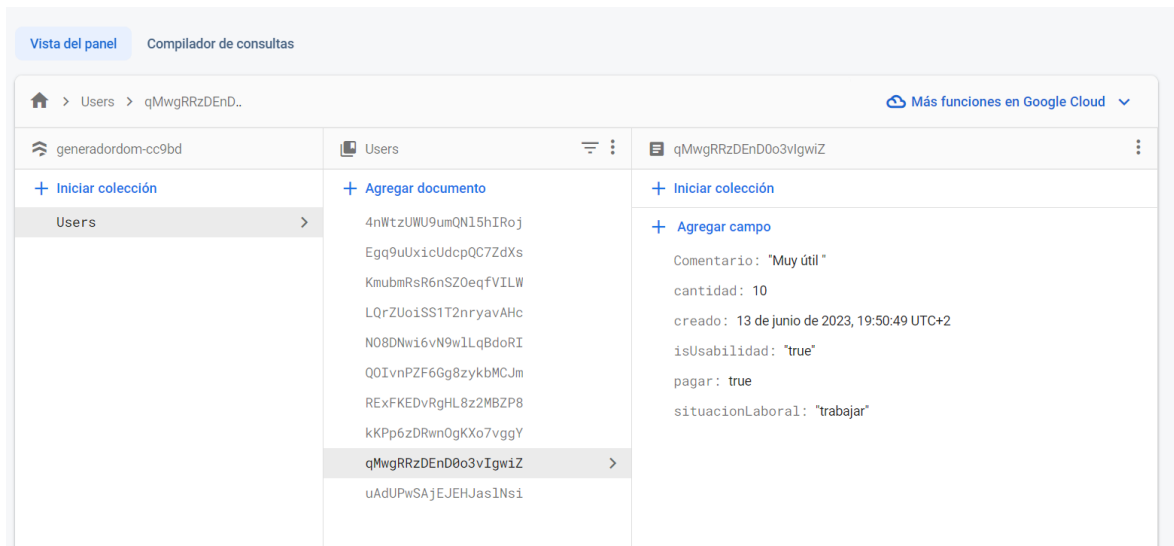 Vista del panel
Compilador de consultas
Users > qMwgRRzDEnD..
Más funciones en Google Cloud
generadordom-cc9bd
Iniciar colección
Users
Users
Agregar documento
4nWtzUWU9umQNl5hIRoj
Egq9uUxicUdcpQC7ZdXs
KmubmRsR6nSZOeqfVILW
LQrZUoiSS1T2nryavAHc
NO8DNwi6vN9wlLqBdoRI
QOIvnPZF6Gg8zykbMCJm
RExFKEDvRgHL8z2MBZP8
kKPp6zDRwnOgKXo7vggY
qMwgRRzDEnD0o3vIgwiZ
uAdUPwSAjEJEHJaslNsi
qMwgRRzDEnD0o3vIgwiZ
Iniciar colección
Agregar campo
Comentario: "Muy útil "
cantidad: 10
creado: 13 de junio de 2023, 19:50:49 UTC+2
isUsabilidad: "true"
pagar: true
situacionLaboral: "trabajar"